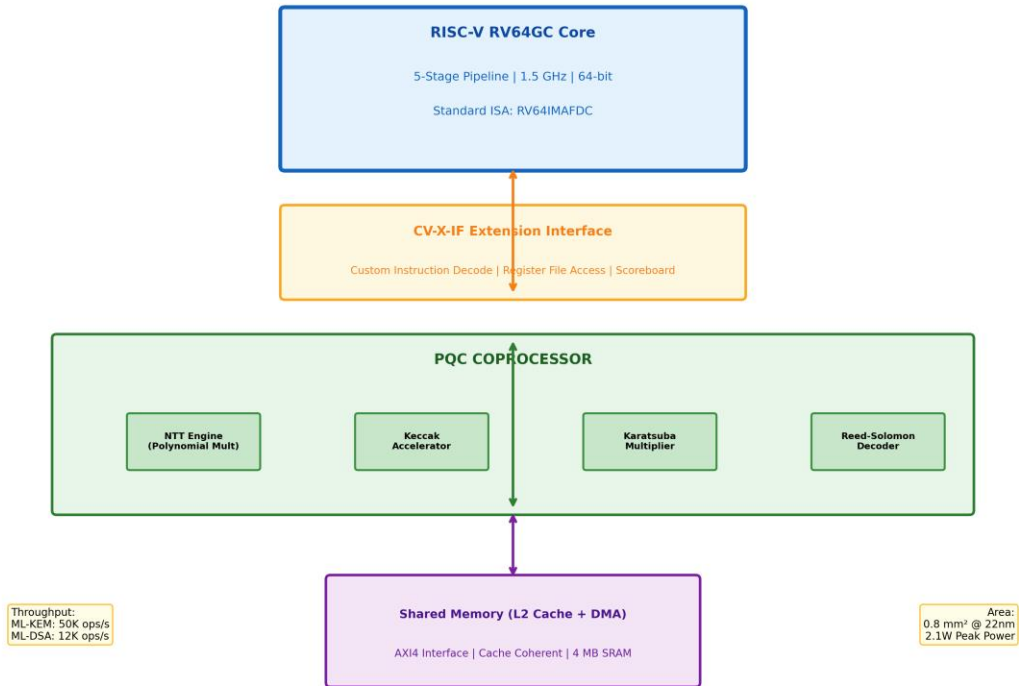 RISC-V RV64GC Core
5-Stage Pipeline | 1.5 GHz | 64-bit
Standard ISA: RV64IMAFDC
CV-X-IF Extension Interface
Custom Instruction Decode | Register File Access | Scoreboard
PQC COPROCESSOR
NTT Engine
(Polynomial Mult)
Keccak
Accelerator
Karatsuba
Multiplier
Reed-Solomon
Decoder
Shared Memory (L2 Cache + DMA)
AXI4 Interface | Cache Coherent | 4 MB SRAM
Throughput:
ML-KEM: 50K ops/s
ML-DSA: 12K ops/s
Area:
0.8 mm² @ 22nm
2.1W Peak Power